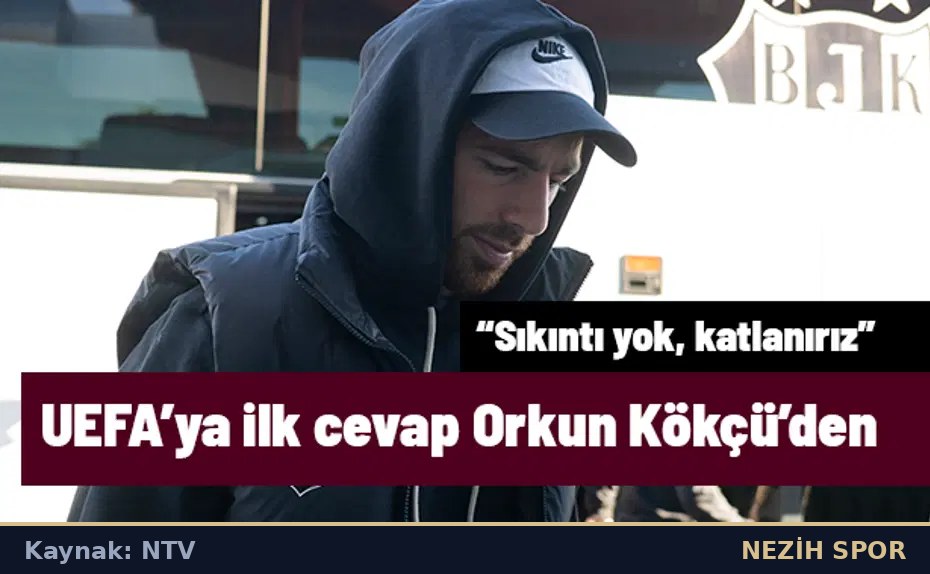 NIKE
BJK
“Sıkıntı yok, katlanırız”
UEFA’ya ilk cevap Orkun Kökçü’den
Kaynak: NTV
NEZİH SPOR